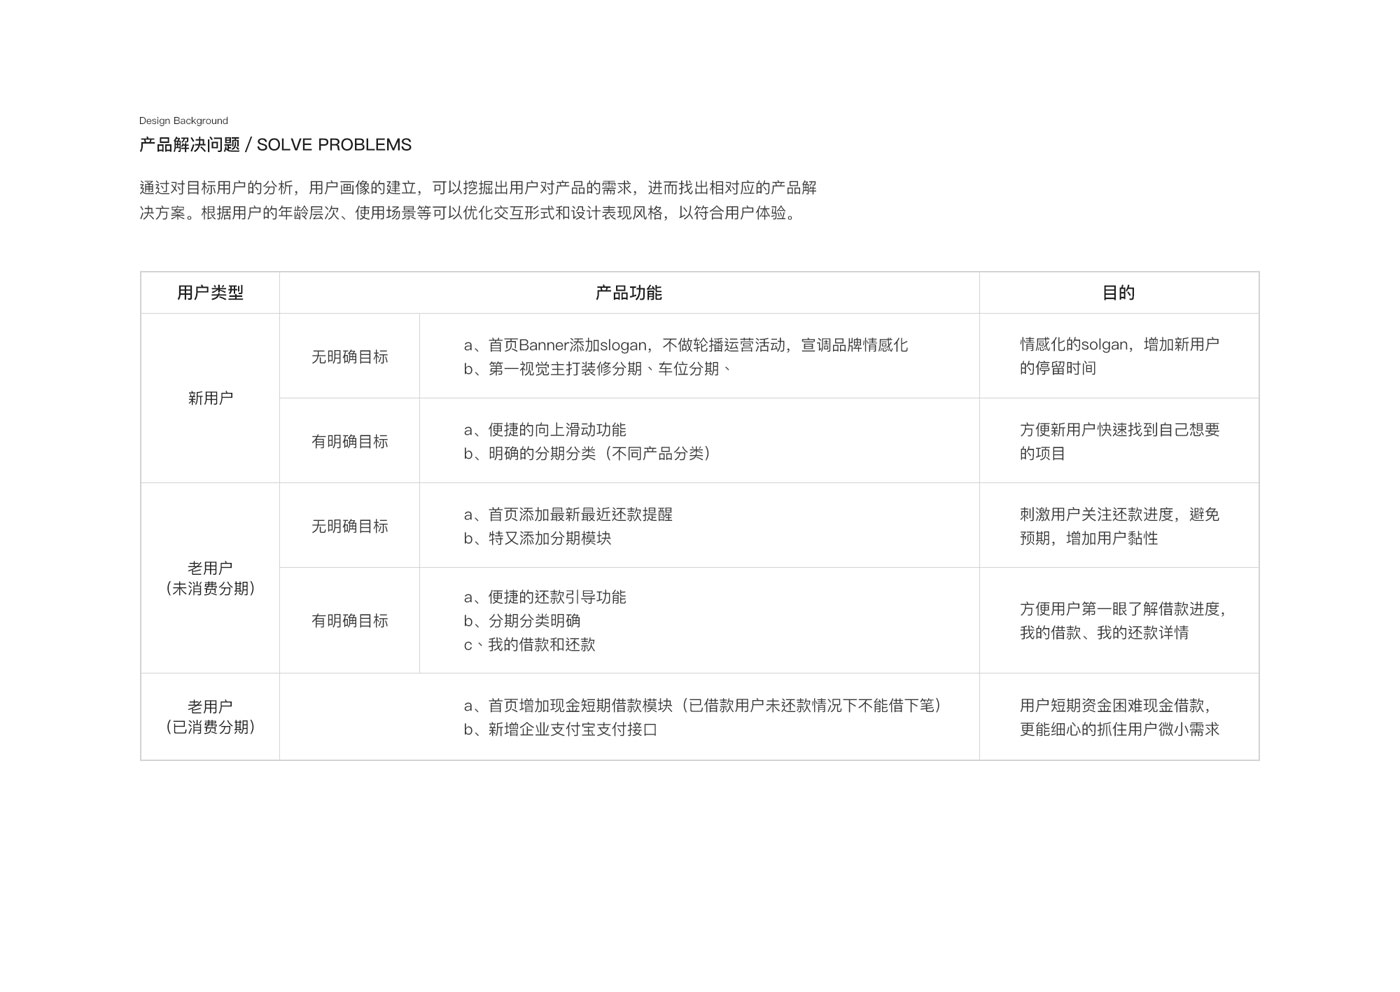 Design Background
产品解决问题 / SOLVE PROBLEMS
通过对目标用户的分析，用户画像的建立，可以挖掘出用户对产品的需求，进而找出相对应的产品解
决方案。根据用户的年龄层次、使用场景等可以优化交互形式和设计表现风格，以符合用户体验。
用户类型 产品功能 目的
新用户
无明确目标
a、首页Banner添加slogan，不做轮播运营活动，宣调品牌情感化
b、第一视觉主打装修分期、车位分期、
情感化的solgan，增加新用户
的停留时间
有明确目标
a、便捷的向上滑动功能
b、明确的分期分类（不同产品分类）
方便新用户快速找到自己想要
的项目
老用户
（未消费分期）
无明确目标
a、首页添加最新最近还款提醒
b、特又添加分期模块
刺激用户关注还款进度，避免
预期，增加用户黏性
有明确目标
a、便捷的还款引导功能
b、分期分类明确
c、我的借款和还款
方便用户第一眼了解借款进度，
我的借款、我的还款详情
老用户
（已消费分期）
a、首页增加现金短期借款模块（已借款用户未还款情况下不能借下笔）
b、新增企业支付宝支付接口
用户短期资金困难现金借款，
更能细心的抓住用户微小需求